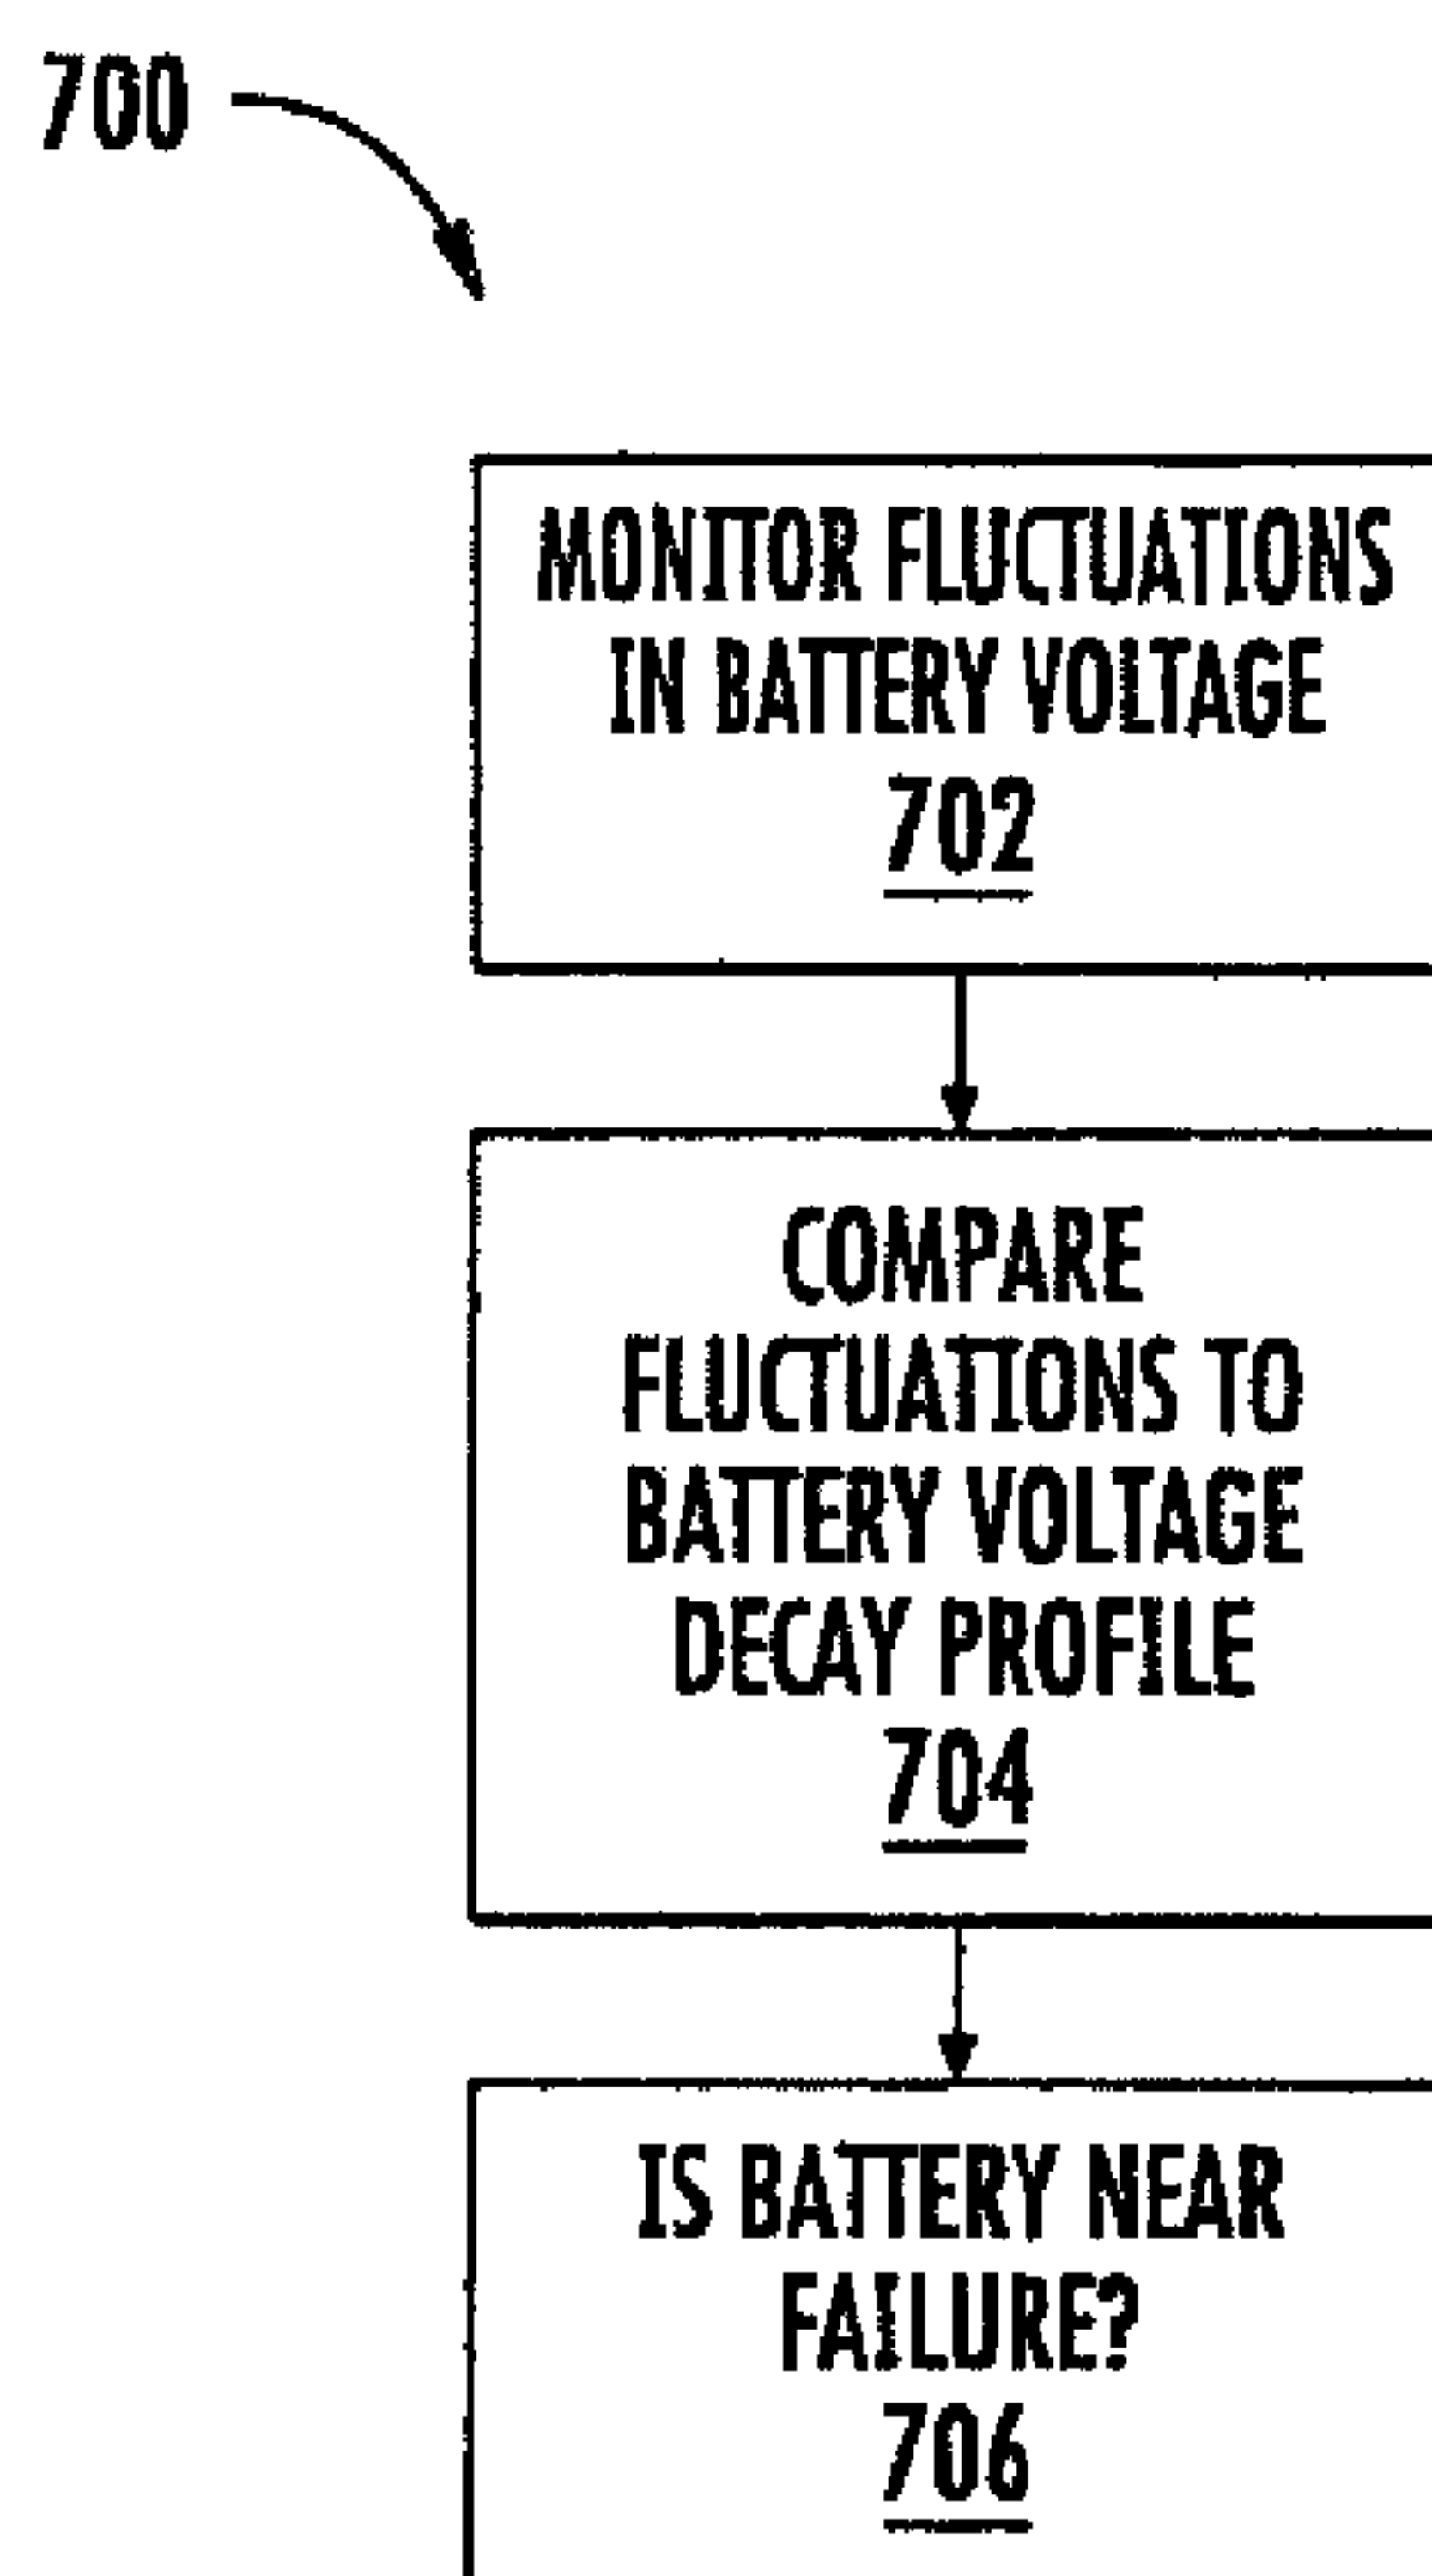 700
MONITOR FLUCTUATIONS
IN BATTERY VOLTAGE
702
COMPARE
FLUCTUATIONS TO
BATTERY VOLTAGE
DECAY PROFILE
704
IS BATTERY NEAR
FAILURE?
706